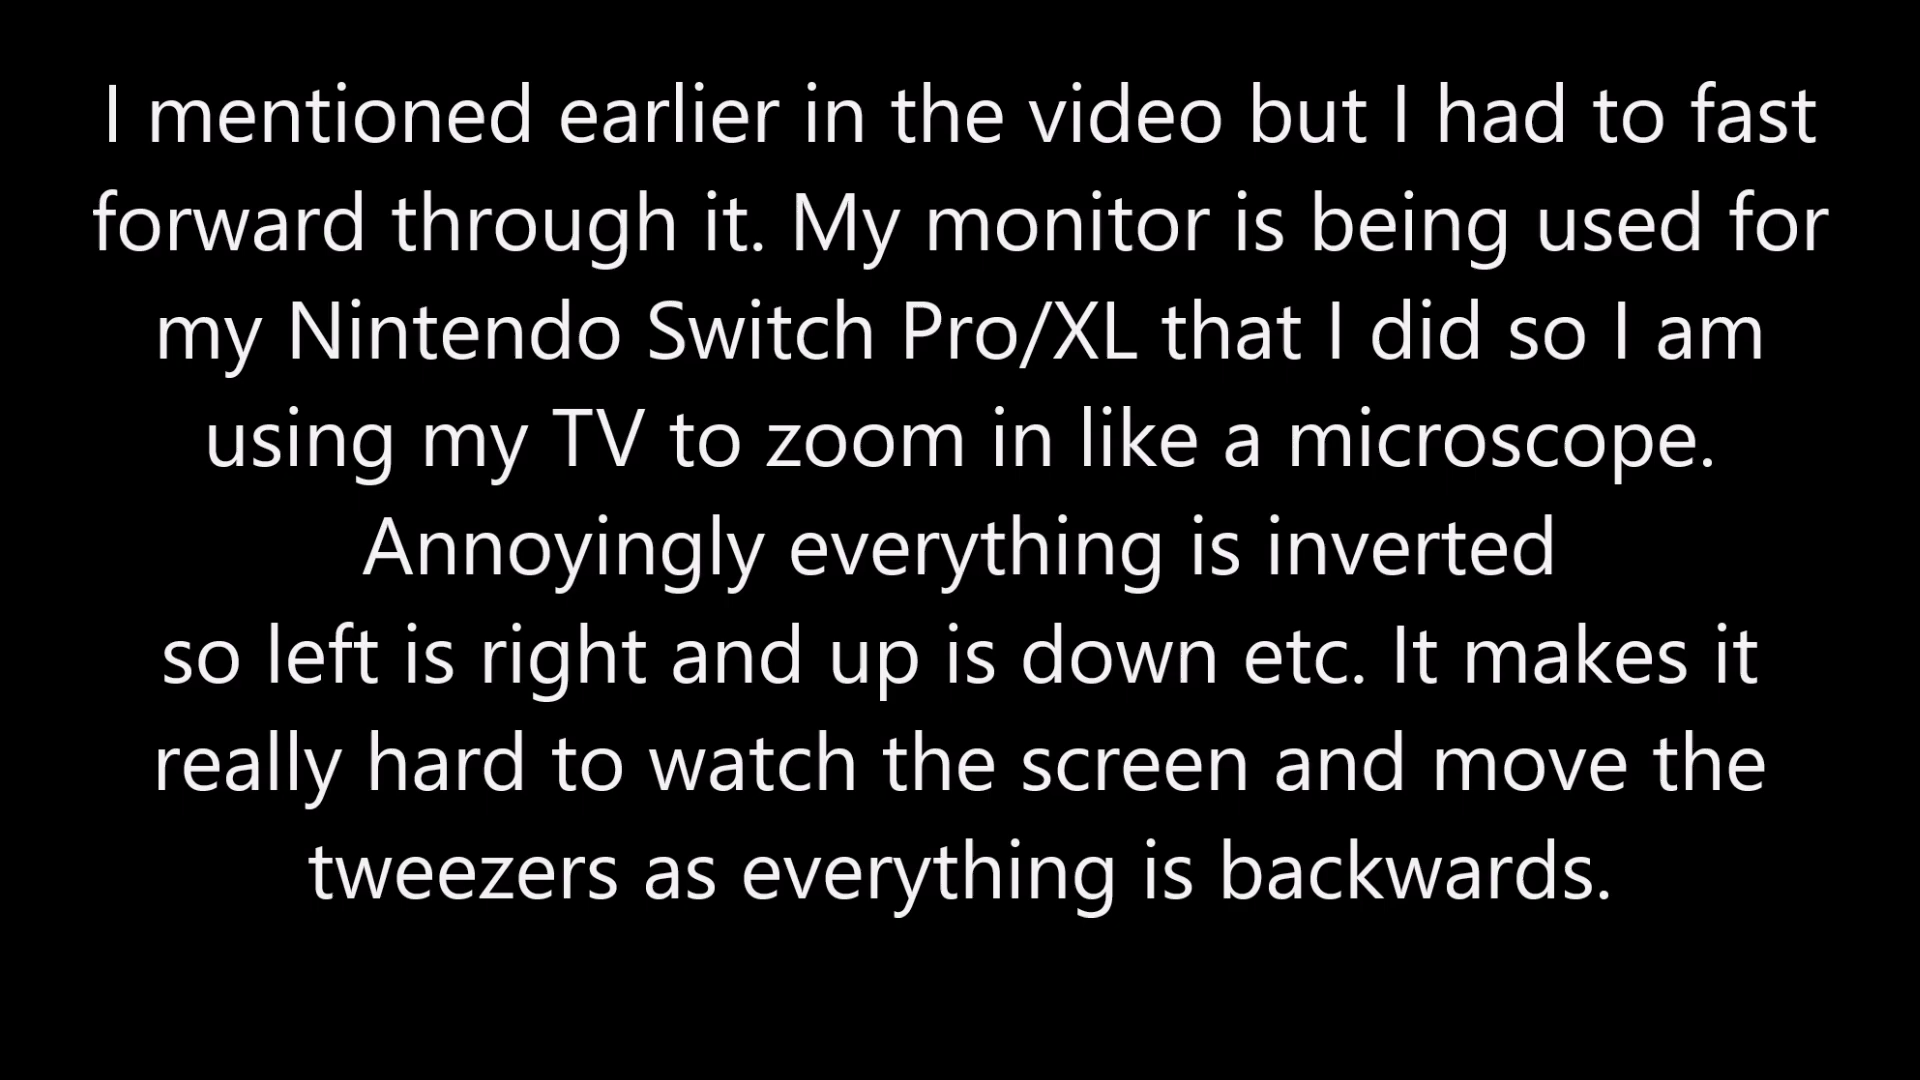 I mentioned earlier in the video but I had to fast
forward through it. My monitor is being used for
my Nintendo Switch Pro/XL that I did so I am
using my TV to zoom in like a microscope.
Annoyingly everything is inverted
so left is right and up is down etc. It makes it
really hard to watch the screen and move the
tweezers as everything is backwards.